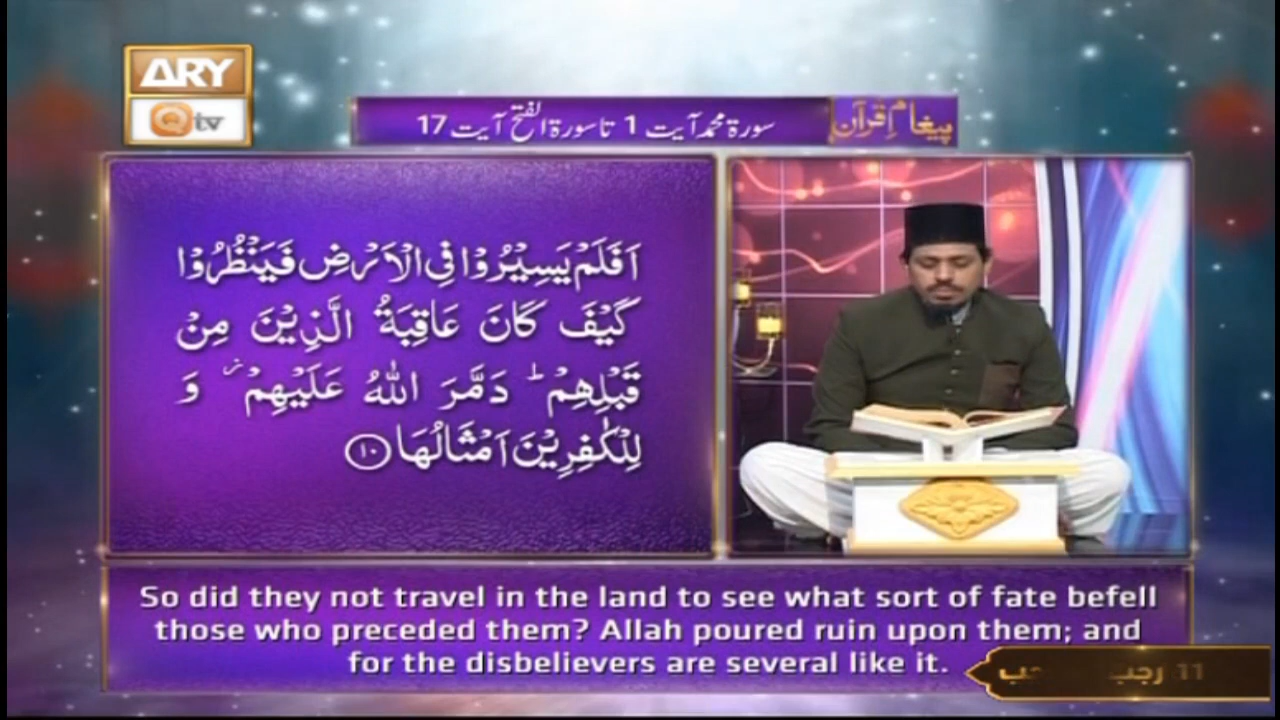 ARY
Qtv
سورۃ محمد آیت 1 تا سورۃ الفتح آیت 17
پیغامِ قرآن
اَفَلَمْ یَسِیْرُوْا فِی الْاَرْضِ فَیَنْظُرُوْا
كَیْفَ كَانَ عَاقِبَةُ الَّذِیْنَ مِنْ
قَبْلِهِمْ ؕ دَمَّرَ اللّٰهُ عَلَیْهِمْ ؗ وَ
لِلْكٰفِرِیْنَ اَمْثَالُهَا ۝۱۰
So did they not travel in the land to see what sort of fate befell
those who preceded them? Allah poured ruin upon them; and
for the disbelievers are several like it.
11 رجب